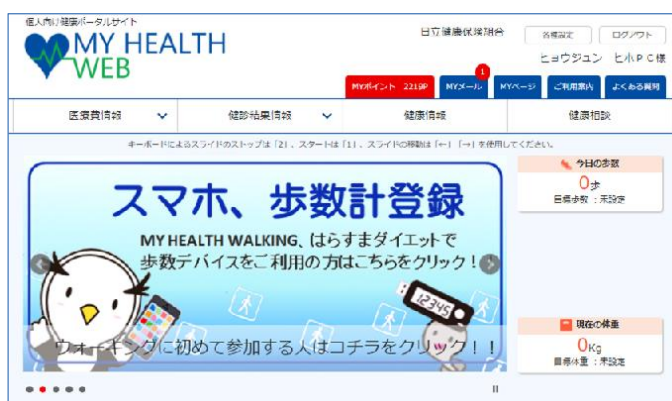 個人向け健康ポータルサイト
MY HEALTH WEB
日立健康保険組合
各種設定
ログアウト
ヒョウジュン ヒホPC様
1
MYポイント 2219P
MYメール
MYページ
ご利用案内
よくある質問
医療費情報
健診結果情報
健康情報
健康相談
キーボードによるスライドのストップは「2」、スタートは「1」、スライドの移動は「←」「→」を使用してください。
スマホ、歩数計登録
MY HEALTH WALKING、はらすまダイエットで
歩数デバイスをご利用の方はこちらをクリック!
12345
ウォーキングに初めて参加する人はコチラをクリック!!
今日の歩数
0歩
目標歩数:未設定
現在の体重
0Kg
目標体重:未設定